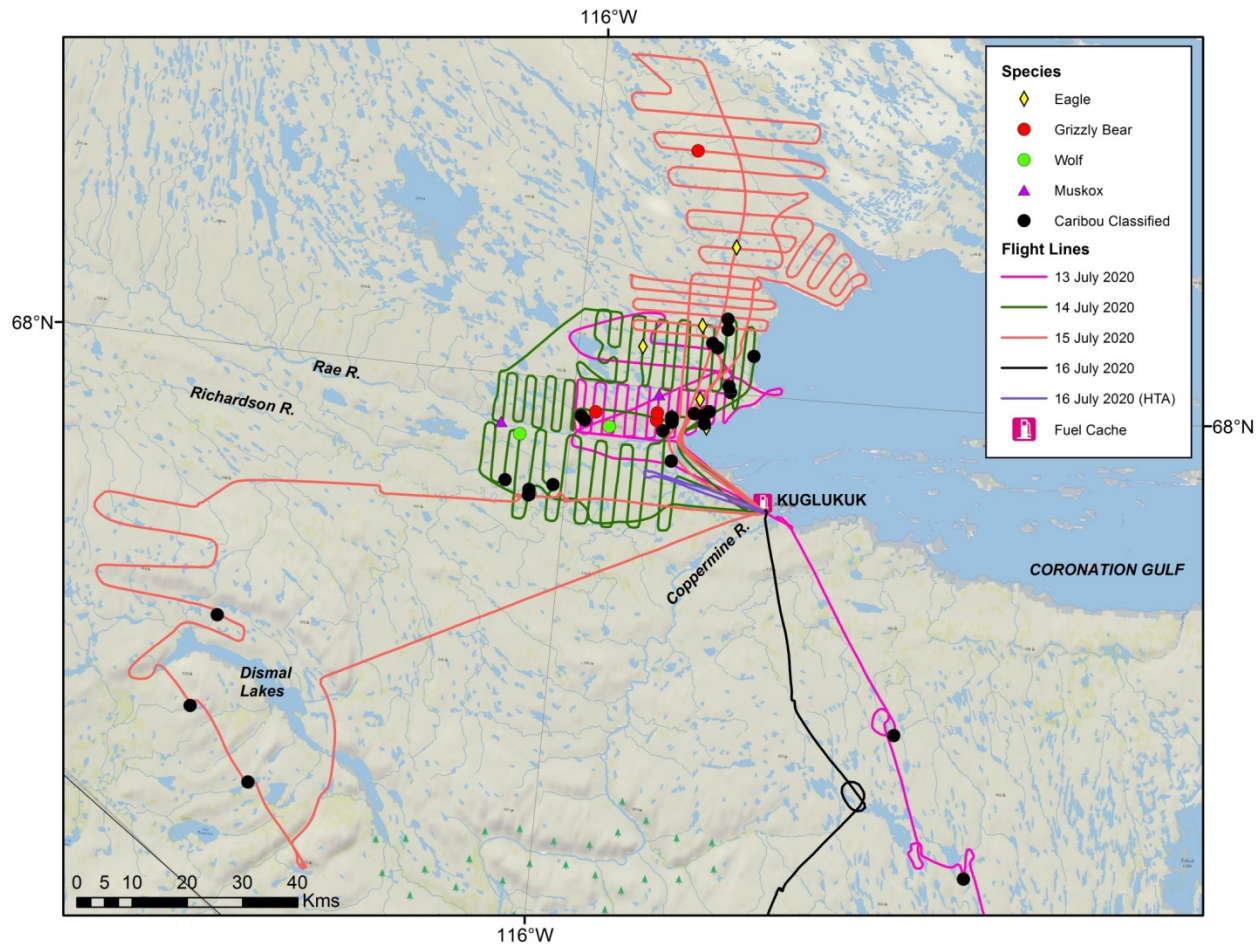 116°W
Species
Eagle
Grizzly Bear
Wolf
Muskox
Caribou Classified
Flight Lines
13 July 2020
14 July 2020
15 July 2020
16 July 2020
16 July 2020 (HTA)
Fuel Cache
68°N
68°N
Rae R.
Richardson R.
KUGLUKUK
Coppermine R.
CORONATION GULF
Dismal
Lakes
0 5 10 20 30 40
Kms
116°W